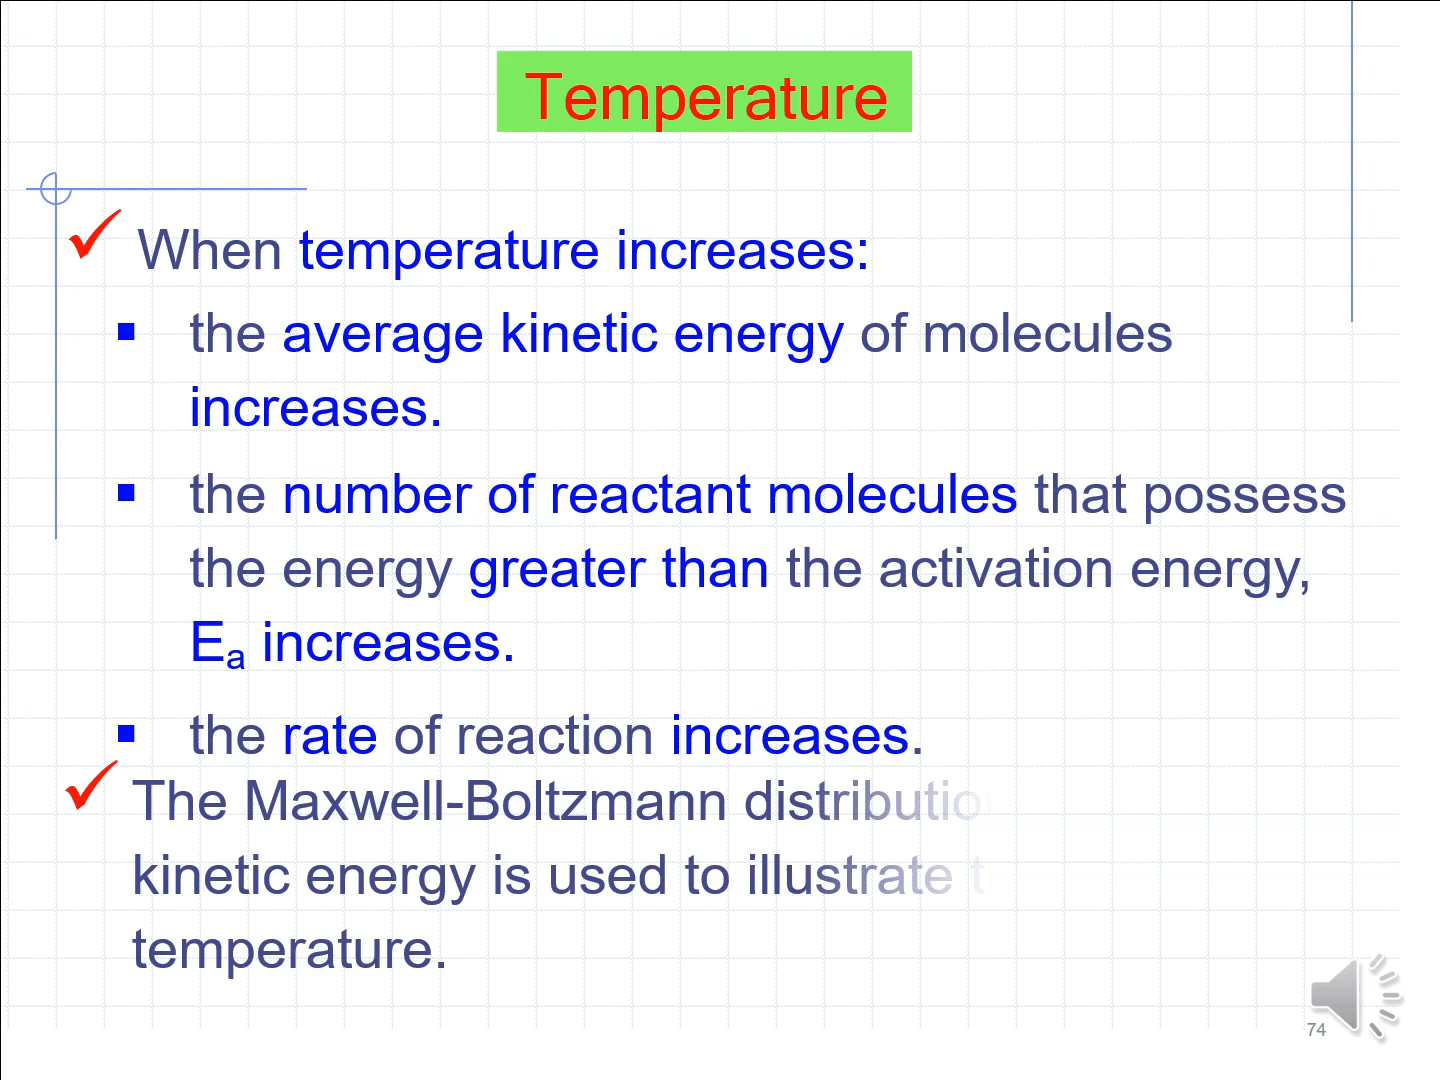 Temperature
When temperature increases:
the average kinetic energy of molecules
increases.
the number of reactant molecules that possess
the energy greater than the activation energy,
Ea increases.
the rate of reaction increases.
The Maxwell-Boltzmann distributio
kinetic energy is used to illustrate t
temperature.
74